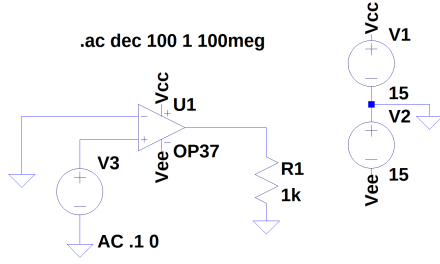 .ac dec 100 1 100meg
Vcc
V1
15
V2
15
Vee
Vcc
U1
OP37
Vee
V3
AC .1 0
R1
1k